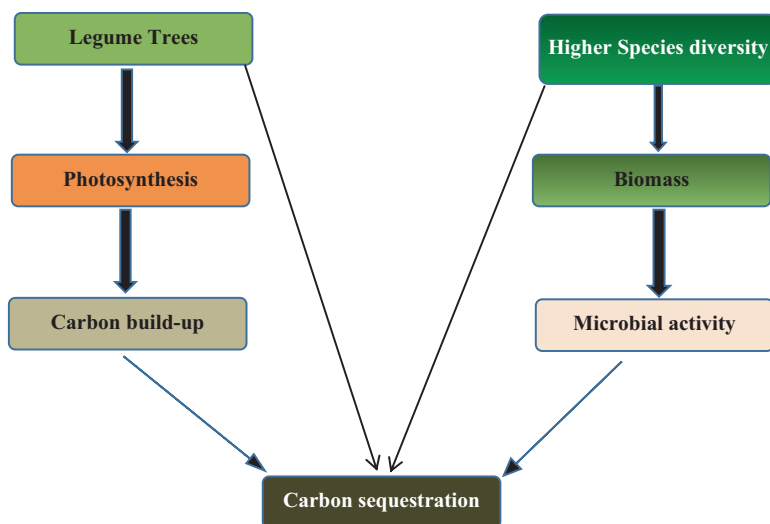 Legume Trees
Higher Species diversity
Photosynthesis
Biomass
Carbon build-up
Microbial activity
Carbon sequestration